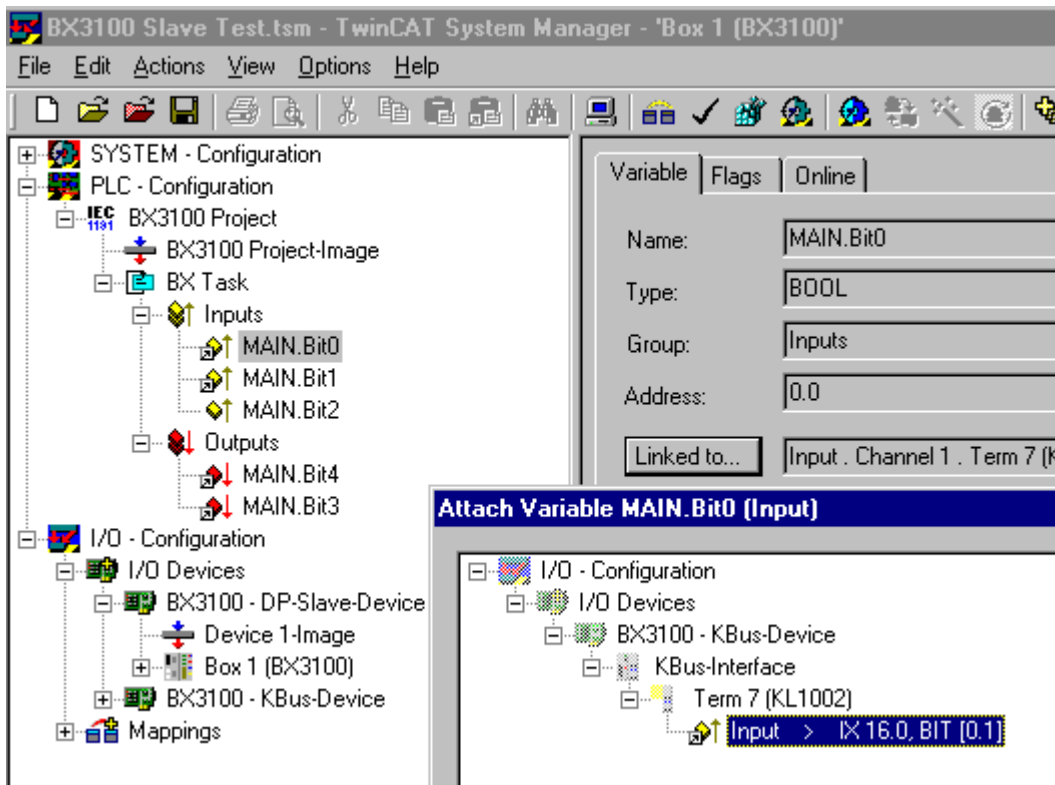 BX3100 Slave Test.tsm - TwinCAT System Manager - 'Box 1 (BX3100)'
File Edit Actions View Options Help
SYSTEM - Configuration
PLC - Configuration
IEC 1131 BX3100 Project
BX3100 Project-Image
BX Task
Inputs
MAIN.Bit0
MAIN.Bit1
MAIN.Bit2
Outputs
MAIN.Bit4
MAIN.Bit3
I/O - Configuration
I/O Devices
BX3100 - DP-Slave-Device
Device 1-Image
Box 1 (BX3100)
BX3100 - KBus-Device
Mappings
Variable Flags Online
Name: MAIN.Bit0
Type: BOOL
Group: Inputs
Address: 0.0
Linked to... Input . Channel 1 . Term 7 (K
Attach Variable MAIN.Bit0 (Input)
I/O - Configuration
I/O Devices
BX3100 - KBus-Device
KBus-Interface
Term 7 (KL1002)
Input > IX 16.0, BIT [0.1]